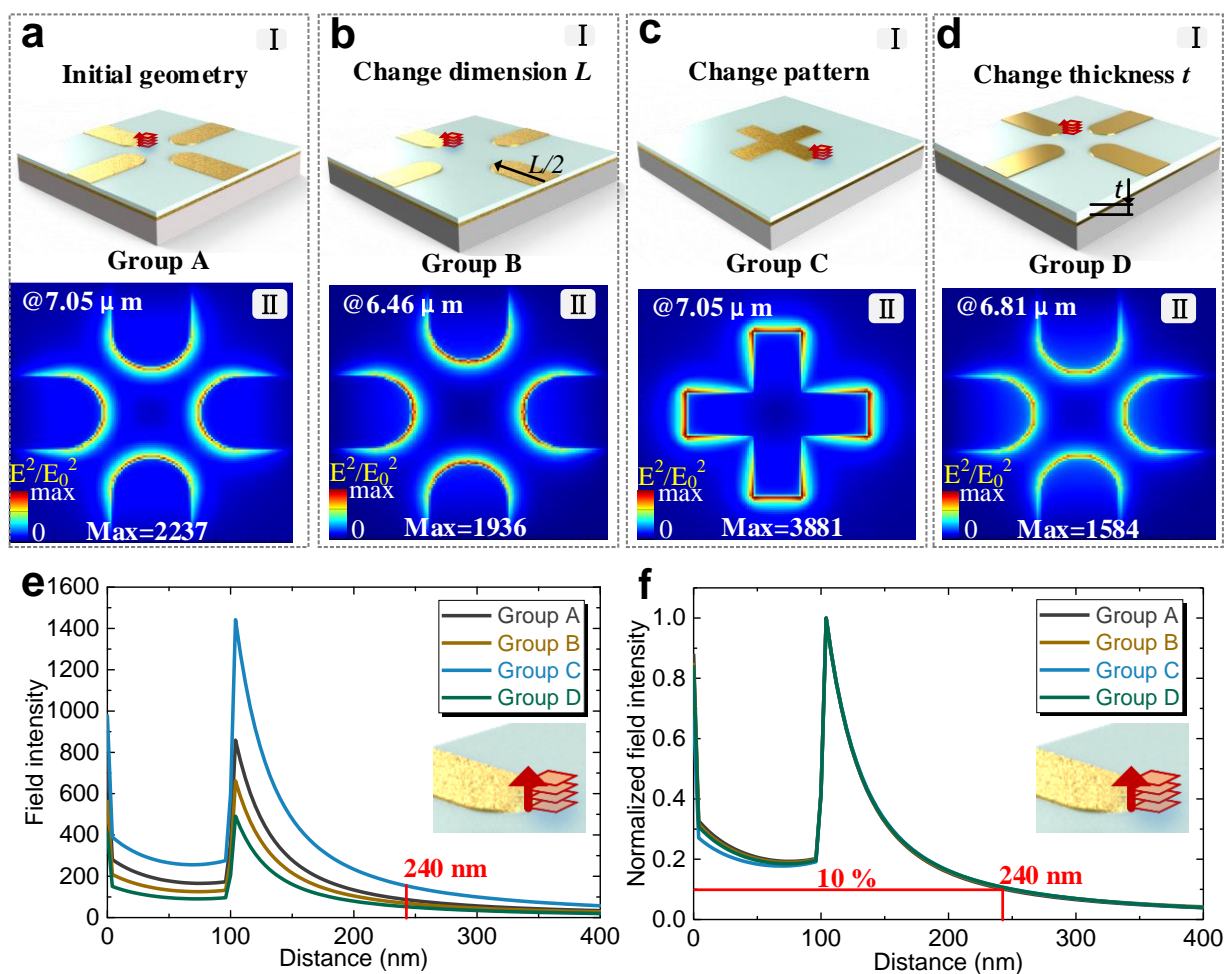 a
I
Initial geometry
Group A
@7.05 μm
II
E²/E₀²
max
0
Max=2237
b
I
Change dimension L
L/2
Group B
@6.46 μm
II
E²/E₀²
max
0
Max=1936
c
I
Change pattern
Group C
@7.05 μm
II
E²/E₀²
max
0
Max=3881
d
I
Change thickness t
t
Group D
@6.81 μm
II
E²/E₀²
max
0
Max=1584
e
1600
1400
1200
1000
800
600
400
200
0
Field intensity
Group A
Group B
Group C
Group D
240 nm
0
100
200
300
400
Distance (nm)
f
1.0
0.8
0.6
0.4
0.2
0.0
Normalized field intensity
Group A
Group B
Group C
Group D
10 %
240 nm
0
100
200
300
400
Distance (nm)